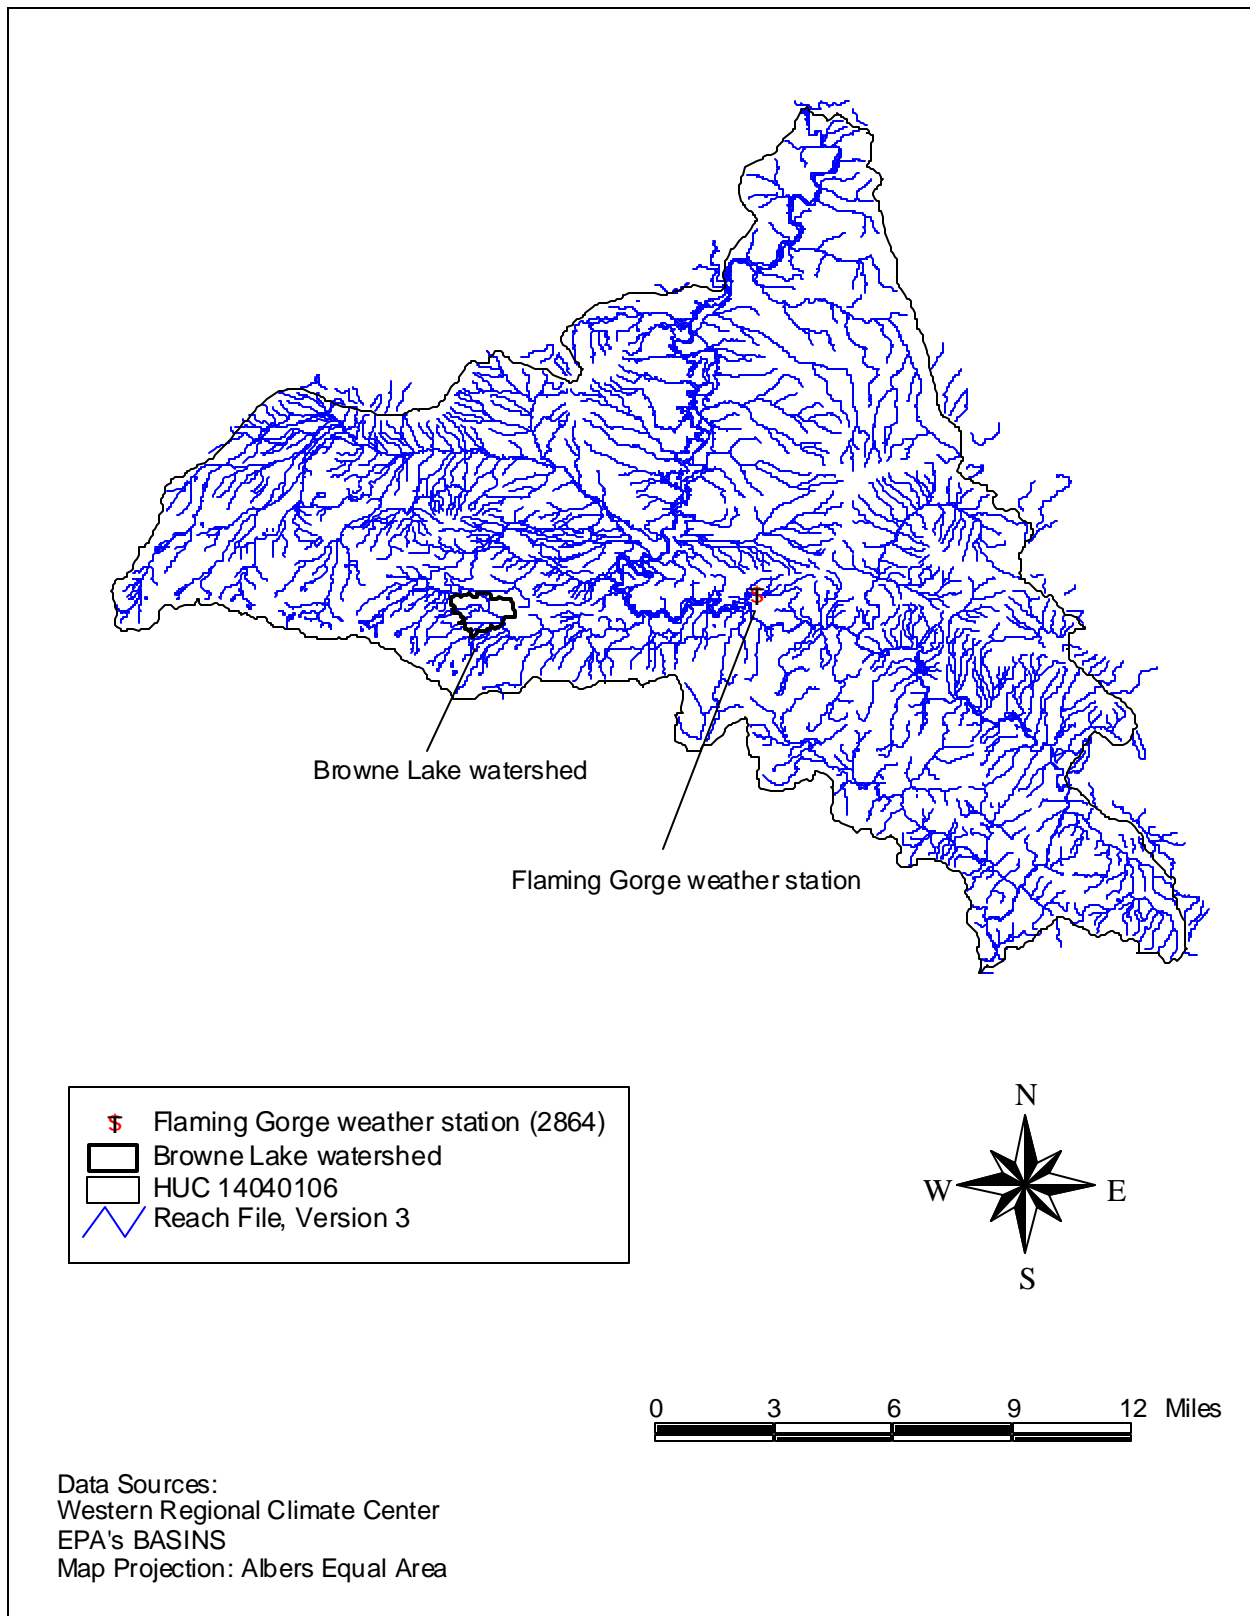 Browne Lake watershed
Flaming Gorge weather station
Flaming Gorge weather station (2864)
Browne Lake watershed
HUC 14040106
Reach File, Version 3
N
W E
S
0 3 6 9 12 Miles
Data Sources:
Western Regional Climate Center
EPA's BASINS
Map Projection: Albers Equal Area